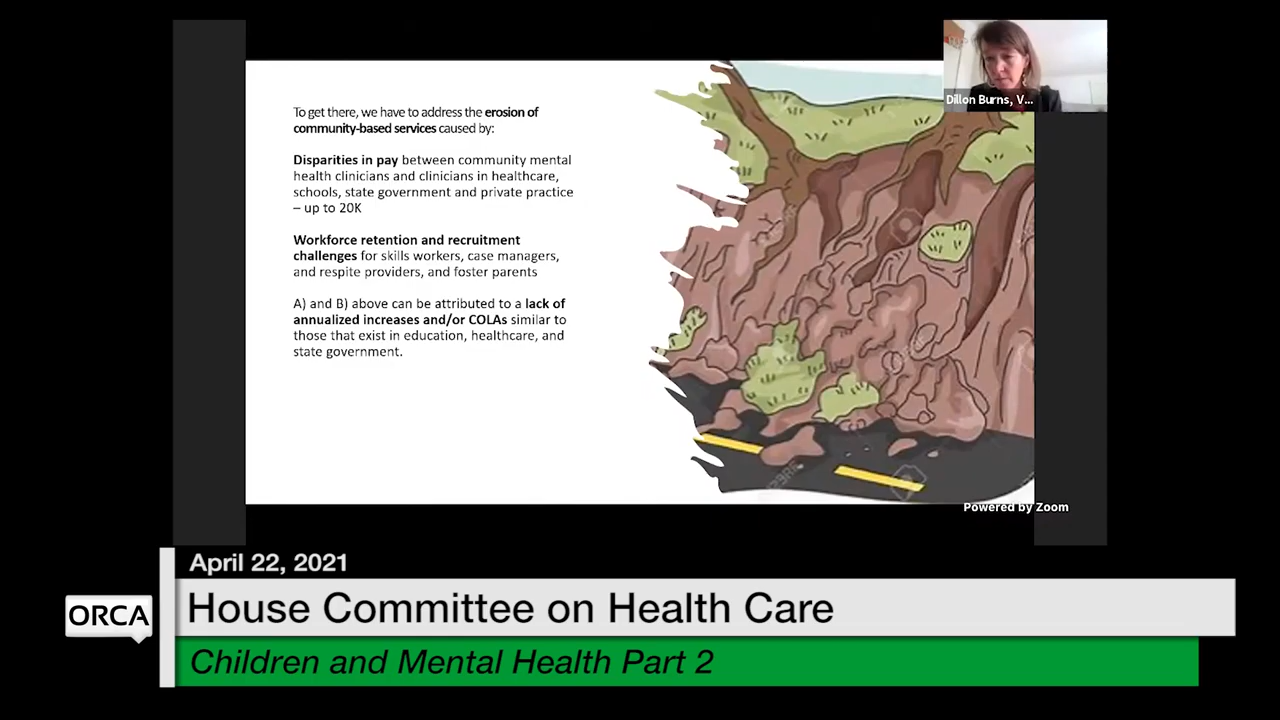 Dillon Burns, V...
To get there, we have to address the erosion of
community-based services caused by:
Disparities in pay between community mental
health clinicians and clinicians in healthcare,
schools, state government and private practice
– up to 20K
Workforce retention and recruitment
challenges for skills workers, case managers,
and respite providers, and foster parents
A) and B) above can be attributed to a lack of
annualized increases and/or COLAs similar to
those that exist in education, healthcare, and
state government.
Powered by Zoom
April 22, 2021
ORCA
House Committee on Health Care
Children and Mental Health Part 2